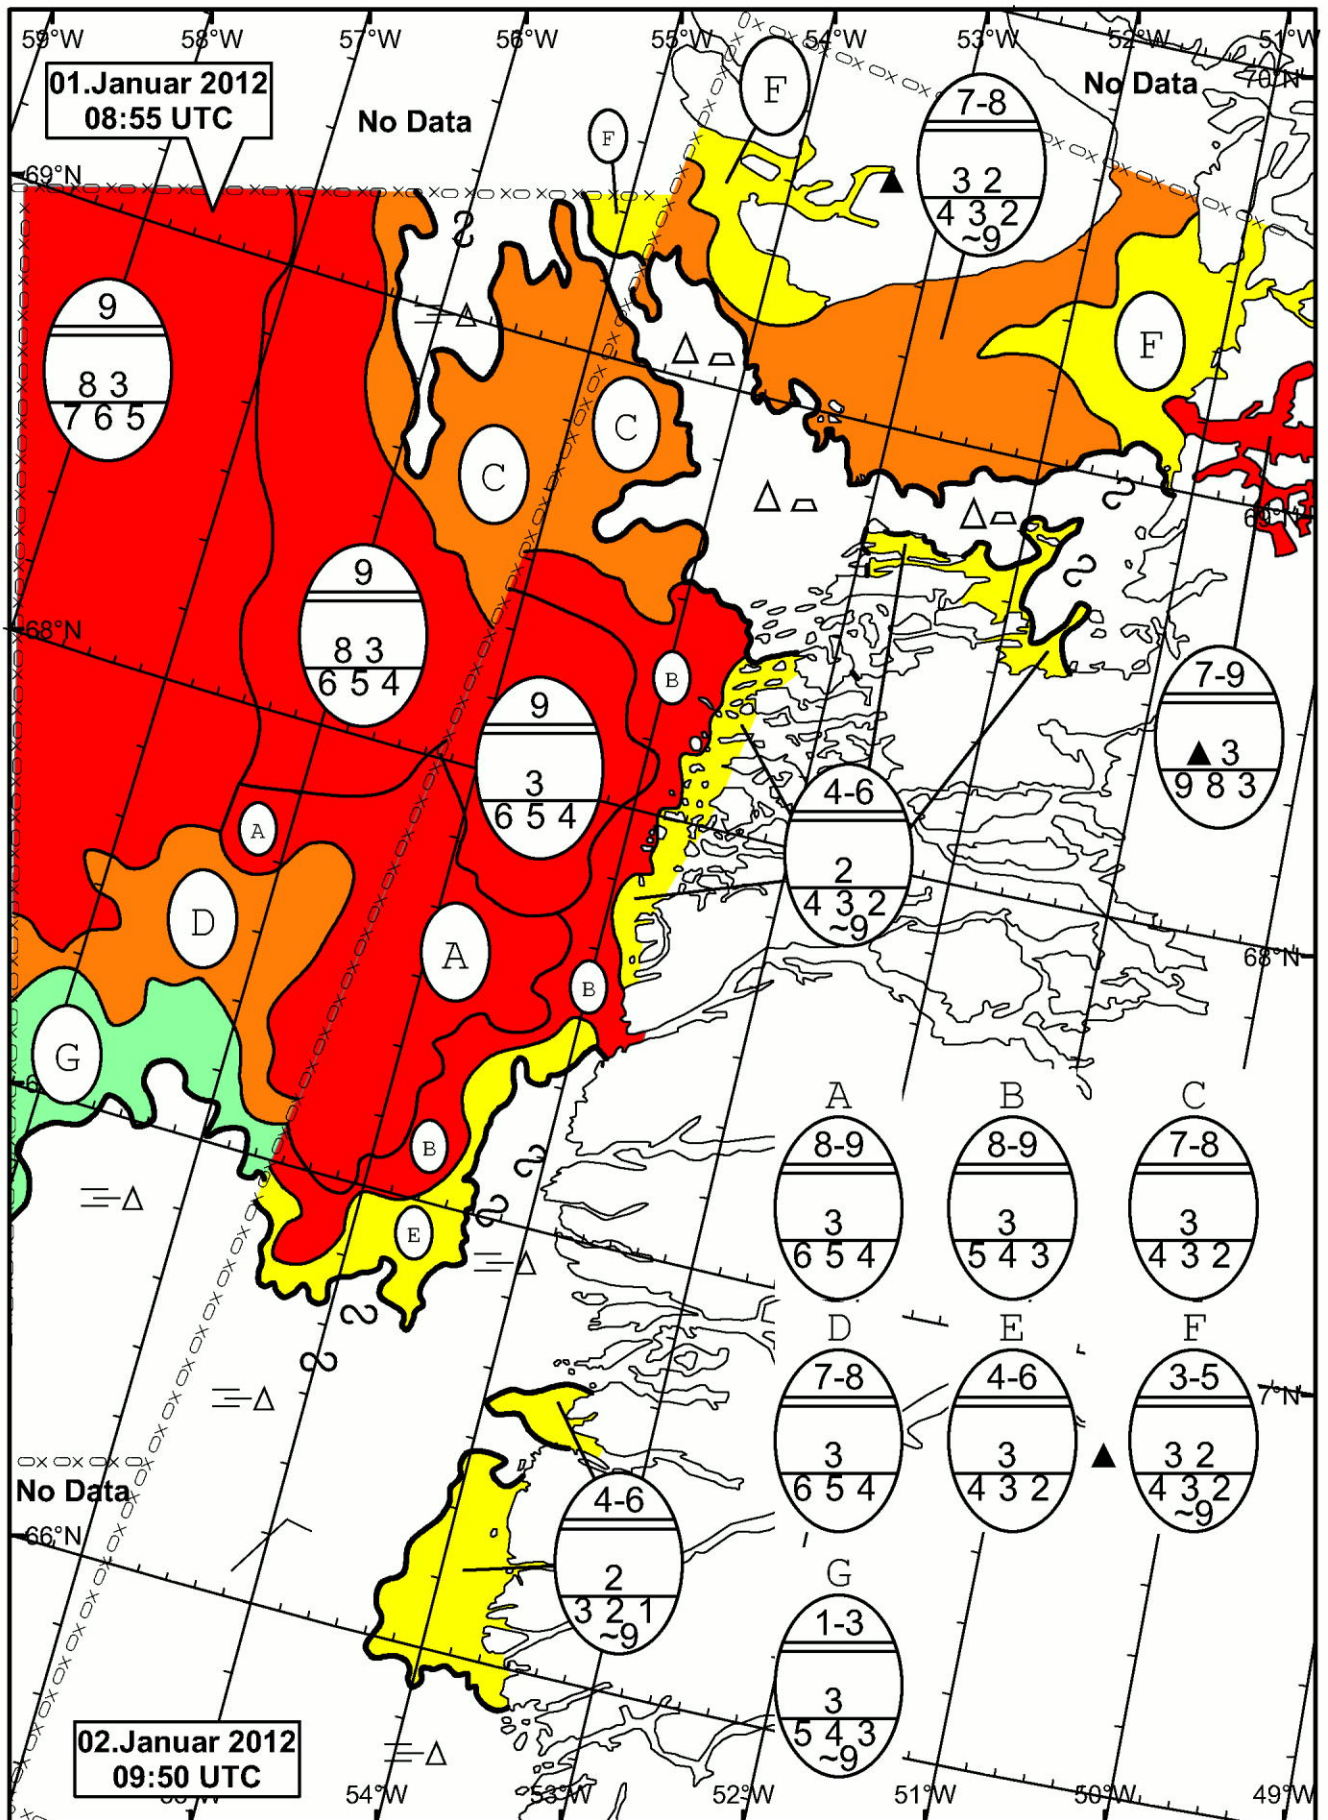 59°W 58°W 57°W 56°W 55°W 54°W 53°W 52°W 51°W
01.Januar 2012
08:55 UTC
No Data
No Data
70°N
F
F
7-8
3 2
4 3 2
~9
69°N
9
8 3
7 6 5
F
C
C
69°N
9
8 3
6 5 4
68°N
B
9
3
6 5 4
7-9
▲ 3
9 8 3
4-6
2
4 3 2
~9
A
D
A
68°N
B
G
A B C
8-9 8-9 7-8
3 3 3
6 5 4 5 4 3 4 3 2
B
E
D E F
7-8 4-6 3-5
3 3 3 2
6 5 4 4 3 2 4 3 2
~9
7°N
No Data
66°N
4-6
2
3 2 1
~9
G
1-3
3
5 4 3
~9
02.Januar 2012
09:50 UTC
54°W 53°W 52°W 51°W 50°W 49°W